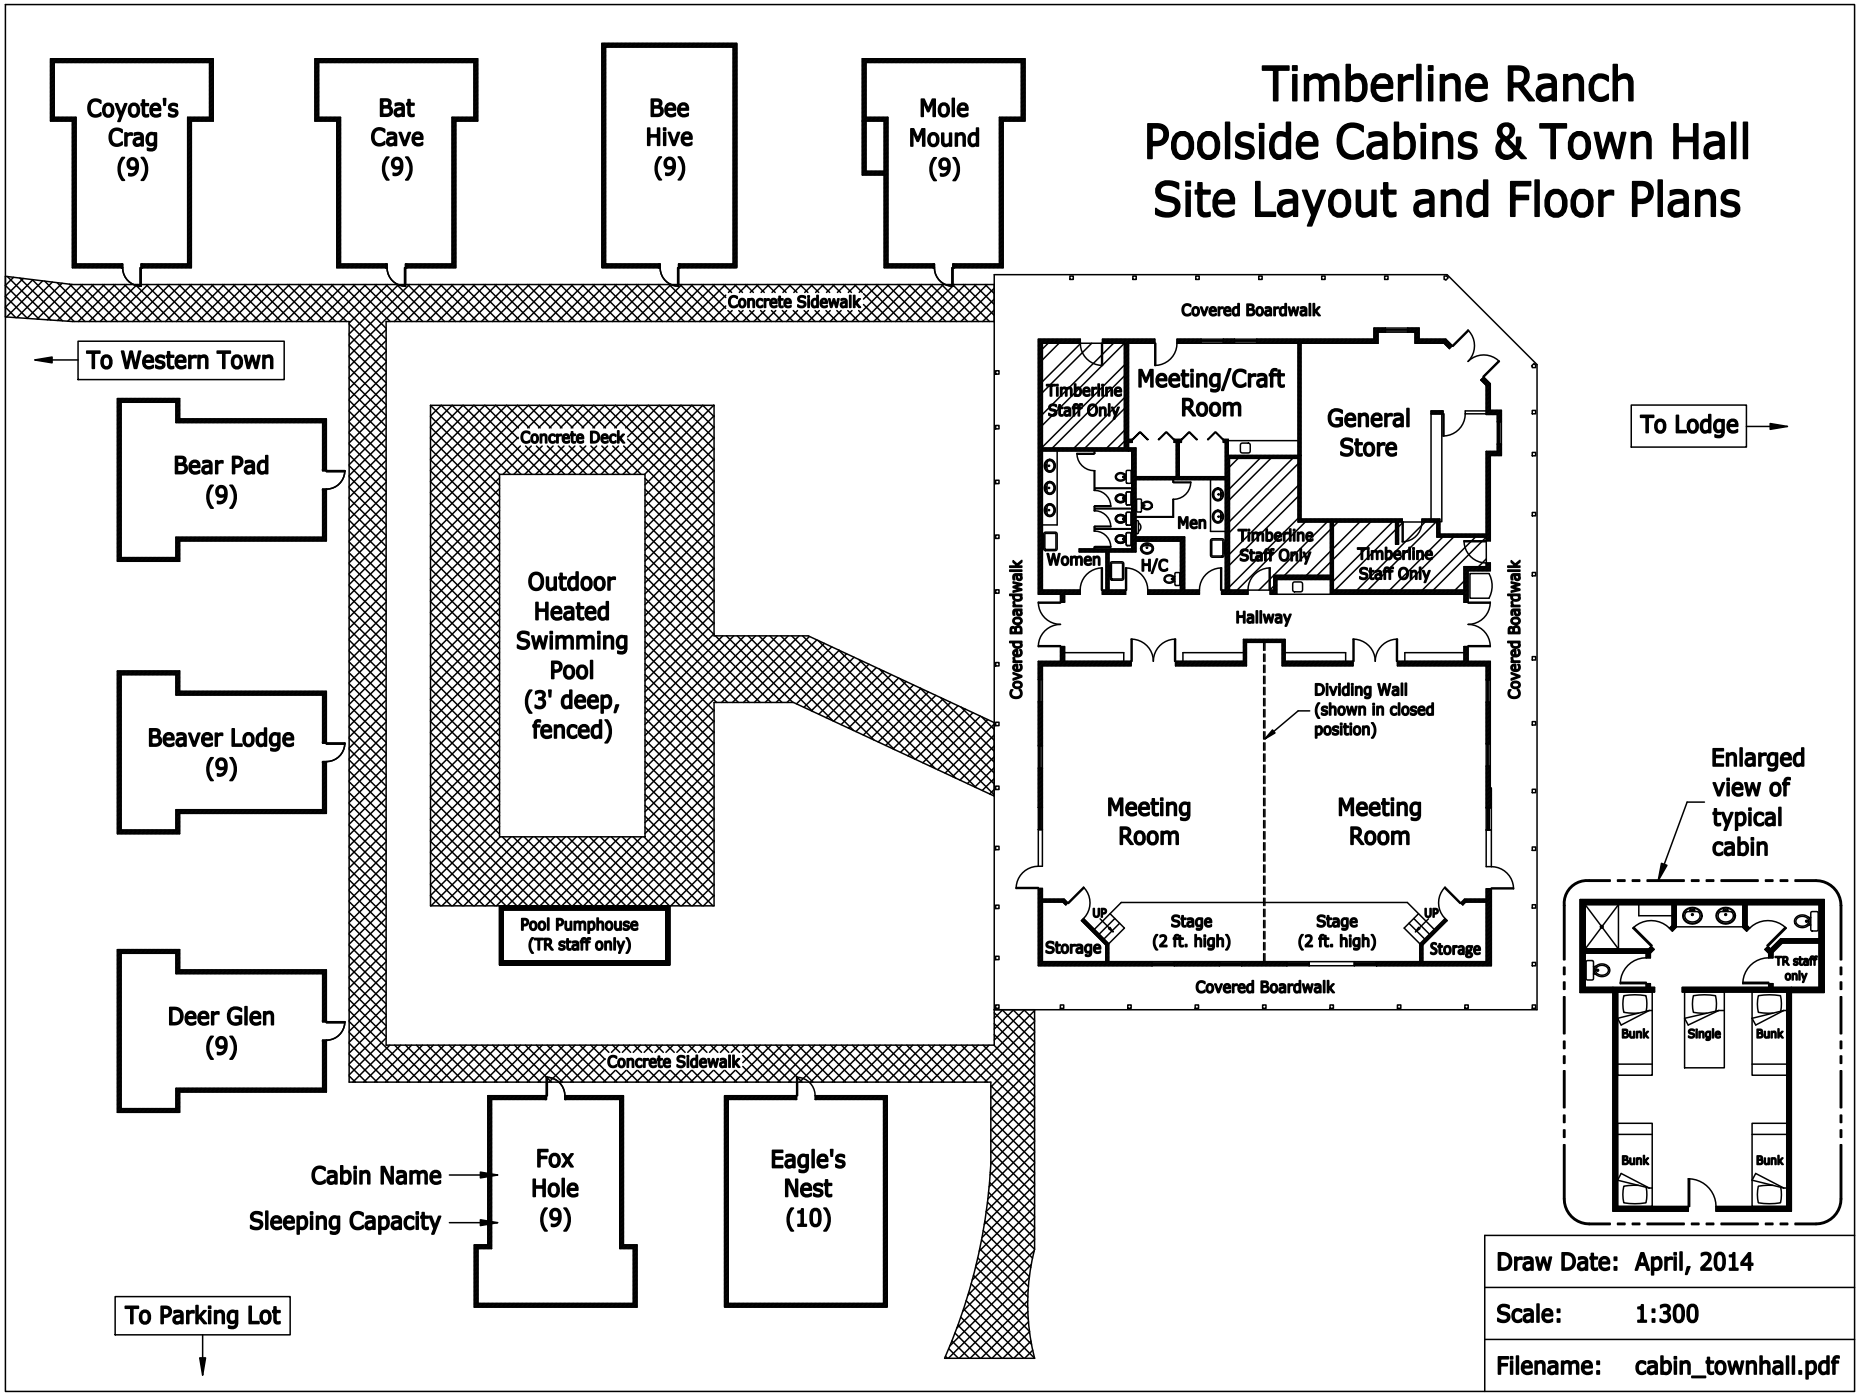 Timberline Ranch
Poolside Cabins & Town Hall
Site Layout and Floor Plans
Coyote's
Crag
(9)
Bat
Cave
(9)
Bee
Hive
(9)
Mole
Mound
(9)
Concrete Sidewalk
Covered Boardwalk
To Western Town
Timberline
Staff Only
Meeting/Craft
Room
General
Store
To Lodge
Bear Pad
(9)
Concrete Deck
Women
Men
H/C
Timberline
Staff Only
Timberline
Staff Only
Covered Boardwalk
Covered Boardwalk
Hallway
Outdoor
Heated
Swimming
Pool
(3' deep,
fenced)
Beaver Lodge
(9)
Dividing Wall
(shown in closed
position)
Meeting
Room
Meeting
Room
Enlarged
view of
typical
cabin
Pool Pumphouse
(TR staff only)
UP
Storage
Stage
(2 ft. high)
Stage
(2 ft. high)
UP
Storage
Covered Boardwalk
TR staff
only
Bunk
Single
Bunk
Bunk
Bunk
Deer Glen
(9)
Concrete Sidewalk
Cabin Name
Sleeping Capacity
Fox
Hole
(9)
Eagle's
Nest
(10)
To Parking Lot
Draw Date: April, 2014
Scale: 1:300
Filename: cabin_townhall.pdf